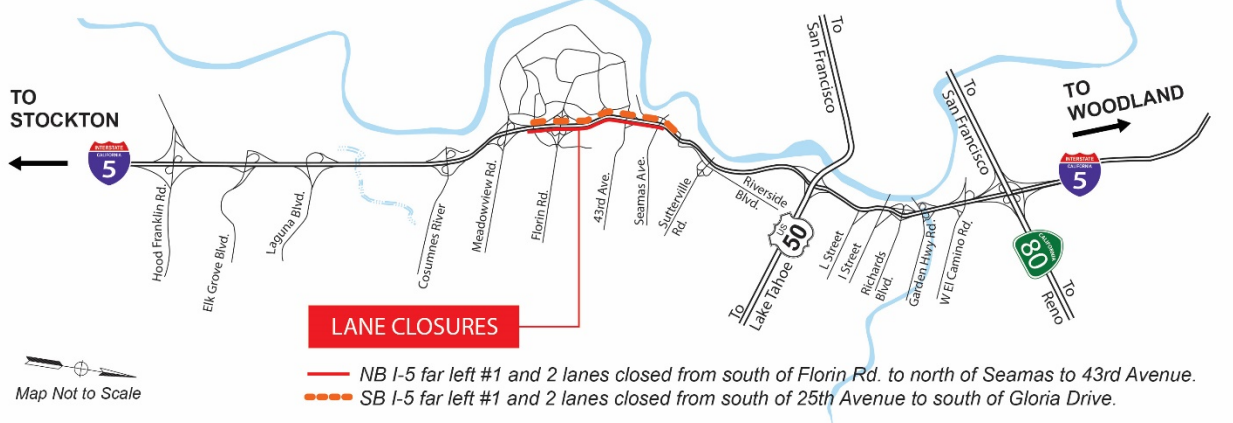 TO
STOCKTON
INTERSTATE
CALIFORNIA
5
Hood Franklin Rd.
Elk Grove Blvd.
Laguna Blvd.
Cosumnes River
Meadowview Rd.
Florin Rd.
43rd Ave.
Seamas Ave.
Sutterville
Rd.
Riverside
Blvd.
To
San Francisco
US
50
To
Lake Tahoe
L Street
I Street
Richards
Blvd.
Garden Hwy Rd.
W El Camino Rd.
To
San Francisco
CALIFORNIA
80
To
Reno
TO
WOODLAND
INTERSTATE
CALIFORNIA
5
LANE CLOSURES
Map Not to Scale
NB I-5 far left #1 and 2 lanes closed from south of Florin Rd. to north of Seamas to 43rd Avenue.
SB I-5 far left #1 and 2 lanes closed from south of 25th Avenue to south of Gloria Drive.